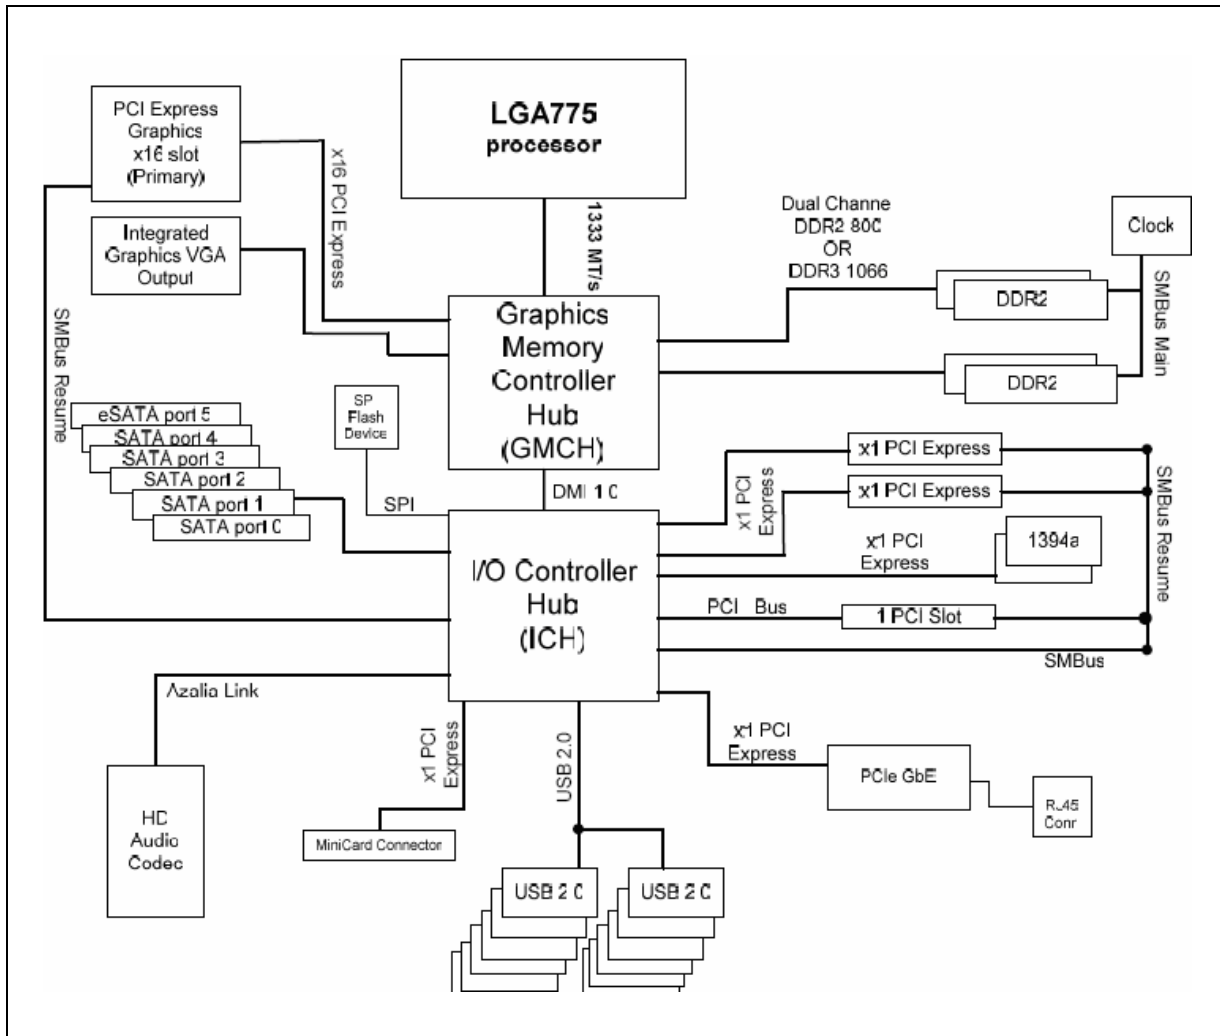 LGA775
processor
PCI Express
Graphics
x16 slot
(Primary)
x16 PCI Express
1333 MT/s
Integrated
Graphics VGA
Output
Dual Channe
DDR2 800
OR
DDR3 1066
Clock
DDR2
SMBus Main
DDR2
Graphics
Memory
Controller
Hub
(GMCH)
SMBus Resume
SP
Flash
Device
eSATA port 5
SATA port 4
SATA port 3
SATA port 2
SATA port 1
SATA port 0
SPI
DMI 1 0
x1 PCI
Express
x1 PCI Express
x1 PCI Express
SMBus Resume
x1 PCI
Express
1394a
I/O Controller
Hub
(ICH)
PCI Bus
1 PCI Slot
SMBus
Azalia Link
x1 PCI
Express
USB 2.0
x1 PCI
Express
PCIe GbE
RJ45
Conr
HD
Audio
Codec
MiniCard Connector
USB 2 0
USB 2 0